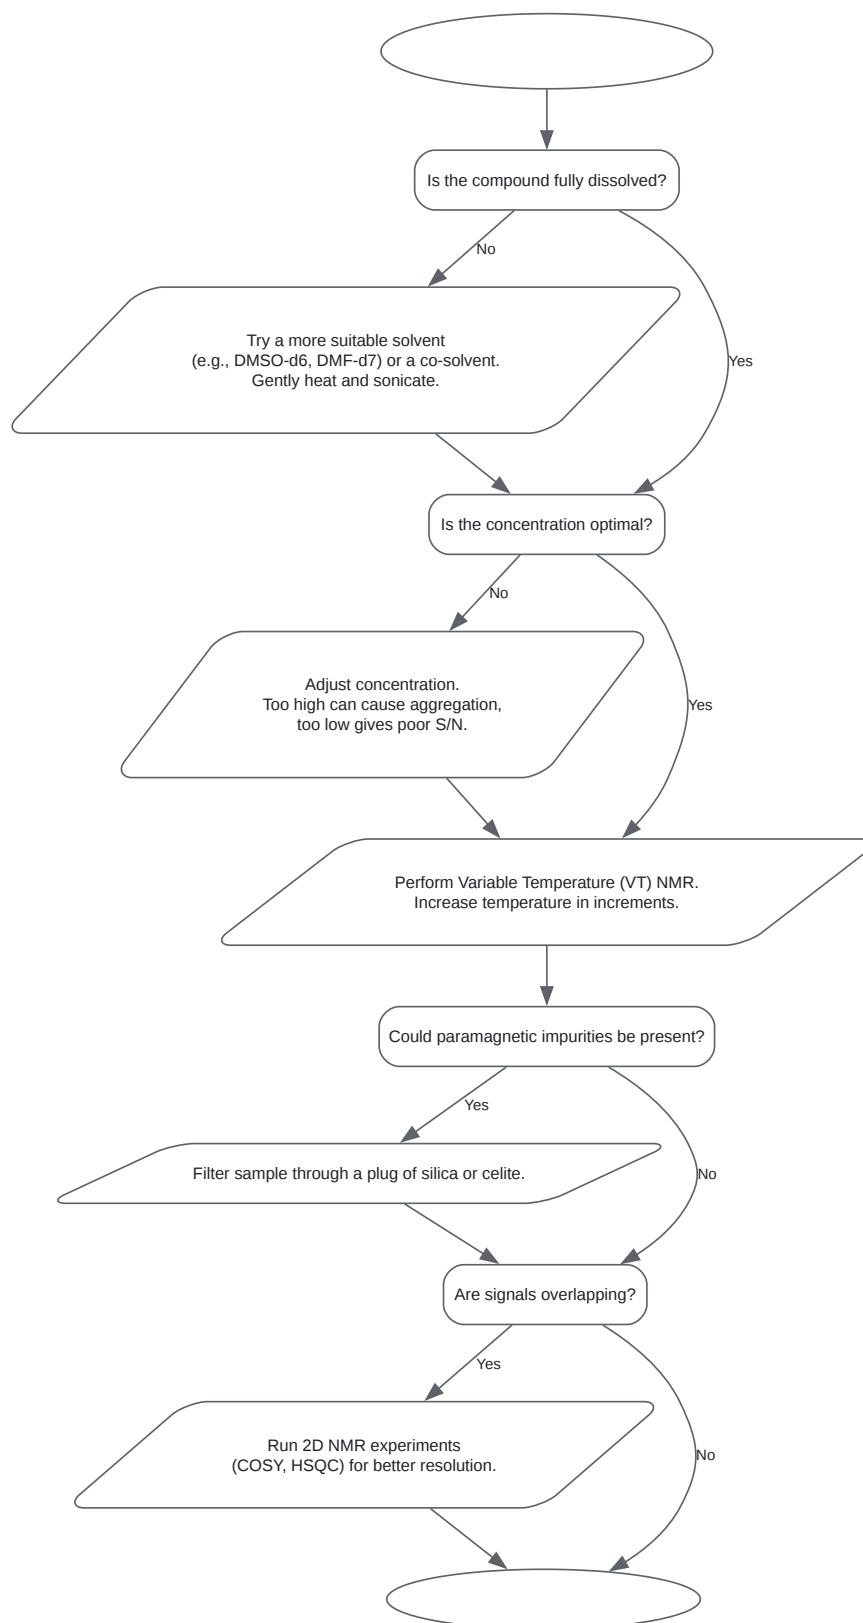 Is the compound fully dissolved?
No
Try a more suitable solvent
(e.g., DMSO-d6, DMF-d7) or a co-solvent.
Gently heat and sonicate.
Yes
Is the concentration optimal?
No
Adjust concentration.
Too high can cause aggregation,
too low gives poor S/N.
Yes
Perform Variable Temperature (VT) NMR.
Increase temperature in increments.
Could paramagnetic impurities be present?
Yes
Filter sample through a plug of silica or celite.
No
Are signals overlapping?
Yes
Run 2D NMR experiments
(COSY, HSQC) for better resolution.
No